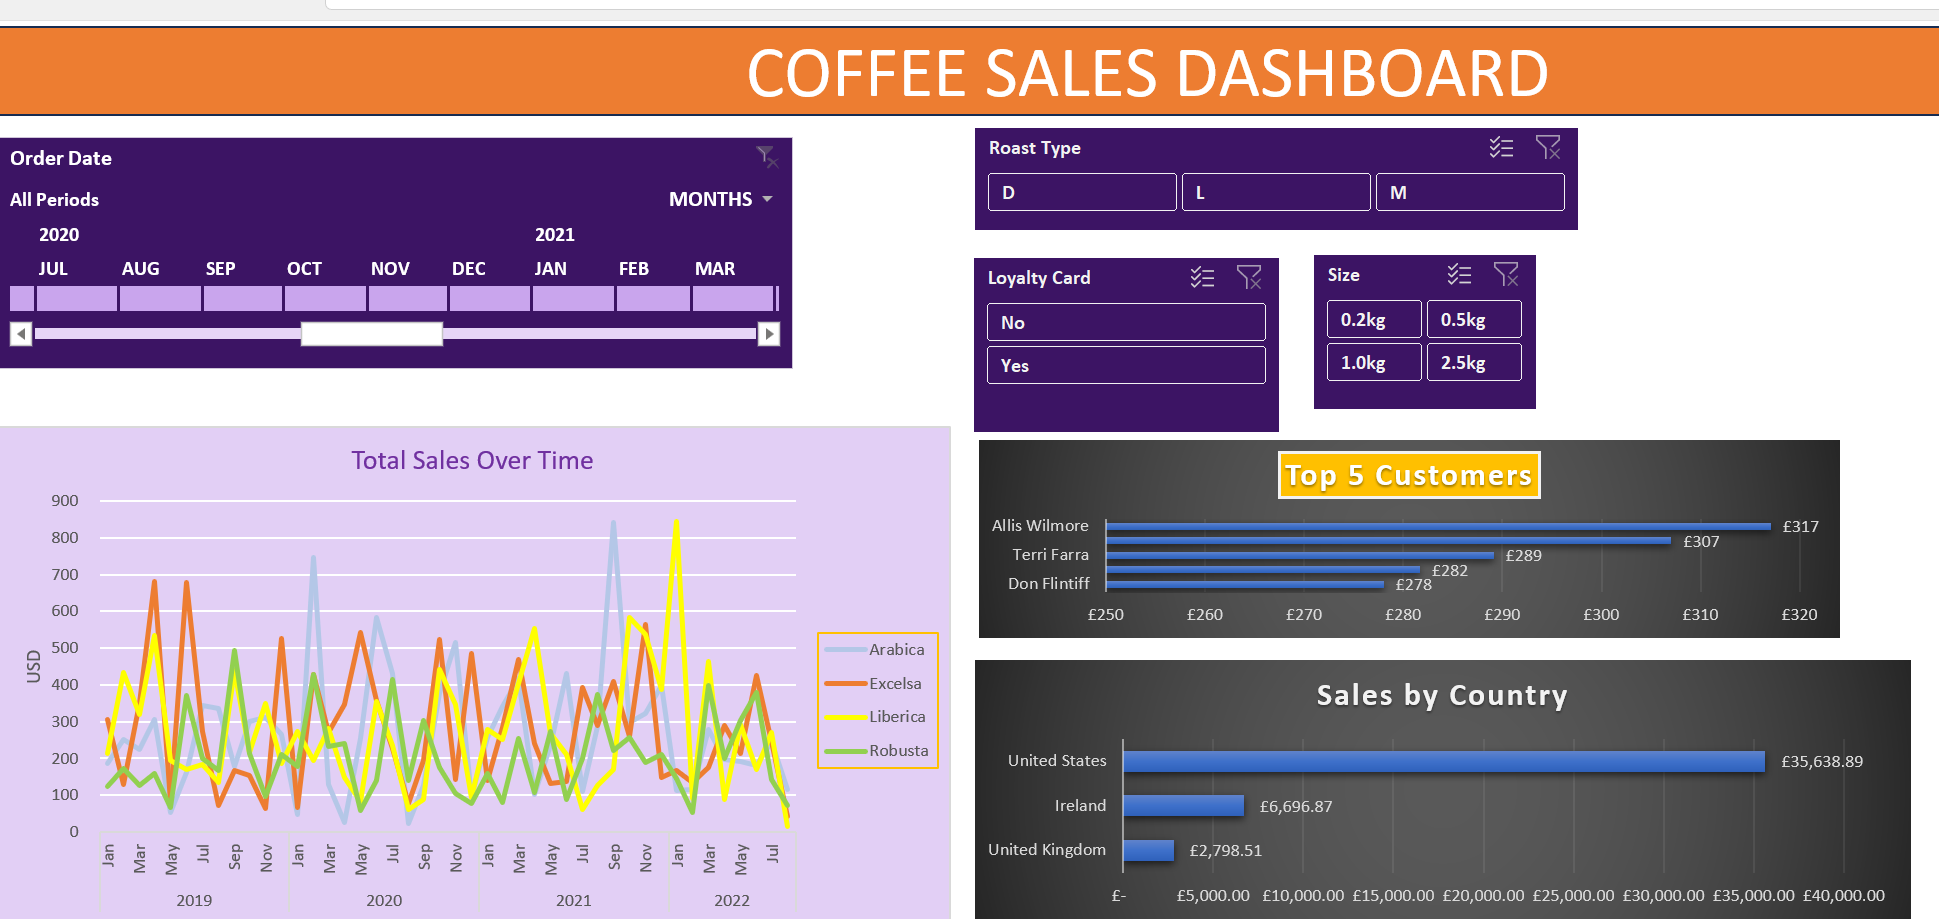 COFFEE SALES DASHBOARD
Order Date
All Periods
MONTHS
2020 2021
JUL AUG SEP OCT NOV DEC JAN FEB MAR
Roast Type
D L M
Loyalty Card
No
Yes
Size
0.2kg 0.5kg
1.0kg 2.5kg
Total Sales Over Time
900
800
700
600
500
400
300
200
100
0
USD
Jan Mar May Jul Sep Nov Jan Mar May Jul Sep Nov Jan Mar May Jul Sep Nov Jan Mar May Jul
2019 2020 2021 2022
Arabica
Excelsa
Liberica
Robusta
Top 5 Customers
Allis Wilmore £317
£307
Terri Farra £289
£282
Don Flintiff £278
£250 £260 £270 £280 £290 £300 £310 £320
Sales by Country
United States £35,638.89
Ireland £6,696.87
United Kingdom £2,798.51
£- £5,000.00 £10,000.00 £15,000.00 £20,000.00 £25,000.00 £30,000.00 £35,000.00 £40,000.00